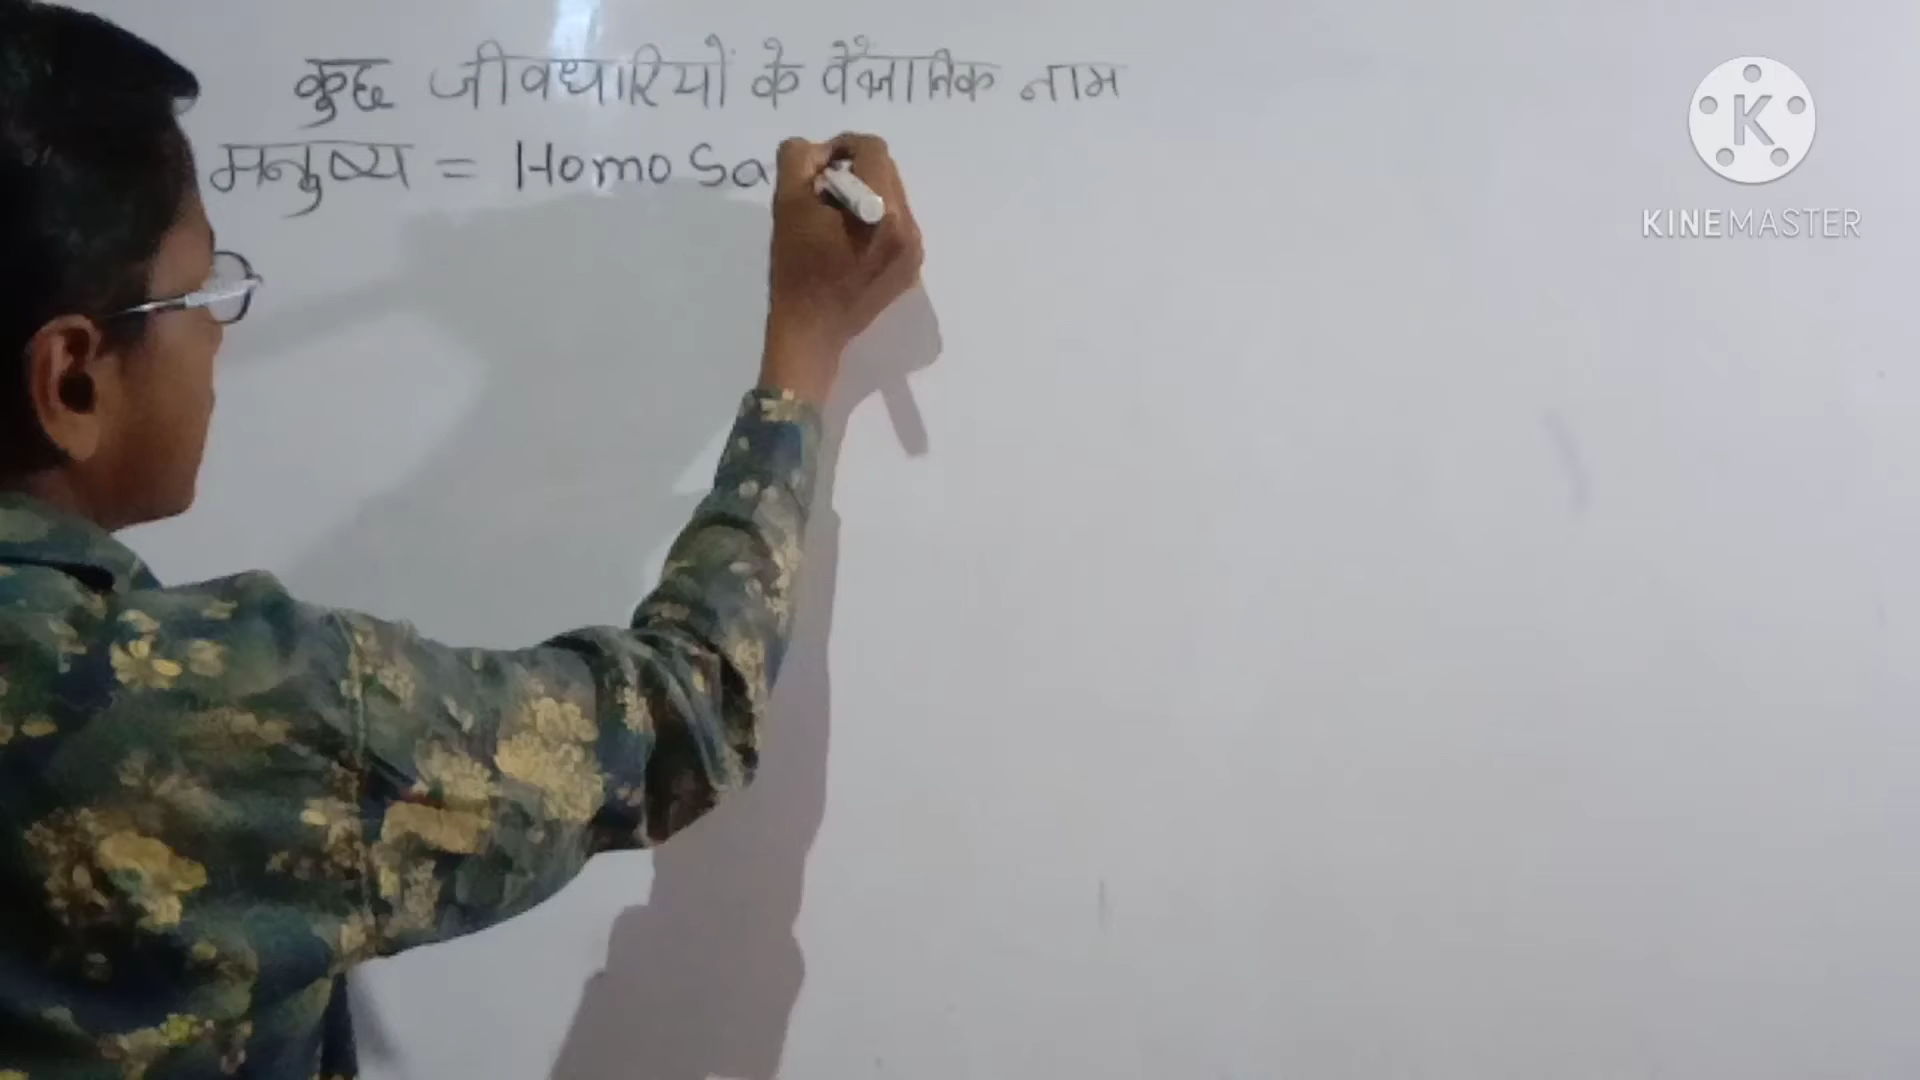 कुछ जीवधारियों के वैज्ञानिक नाम
मनुष्य = Homo Sa
K
KINEMASTER